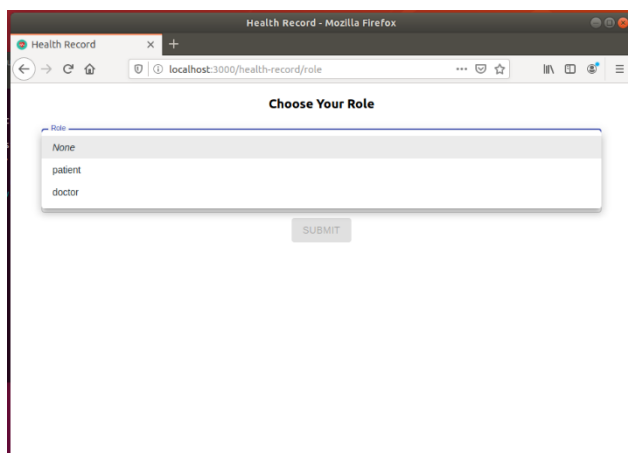 Health Record - Mozilla Firefox
Health Record
localhost:3000/health-record/role
Choose Your Role
Role
None
patient
doctor
SUBMIT